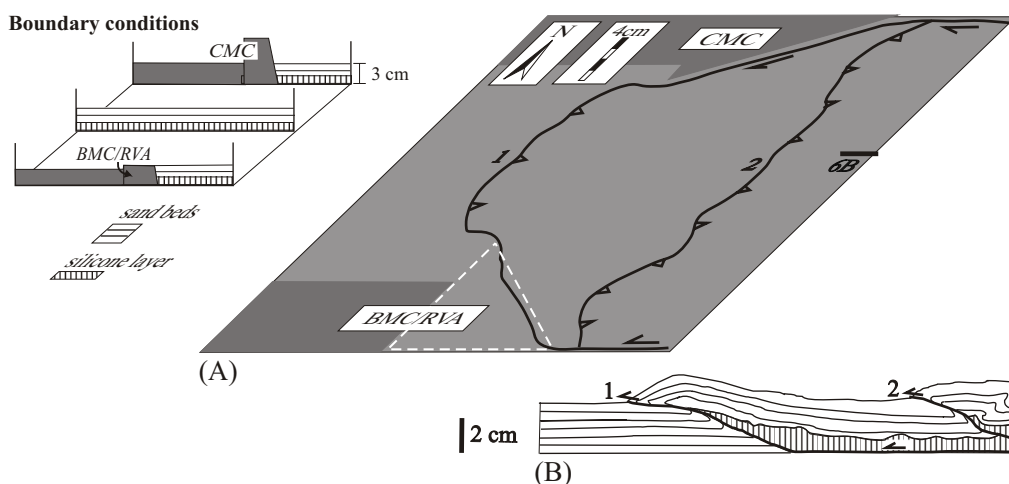 Boundary conditions
CMC
3 cm
BMC/RVA
sand beds
silicone layer
N
4cm
CMC
1
2
6B
BMC/RVA
(A)
1
2
2 cm
(B)